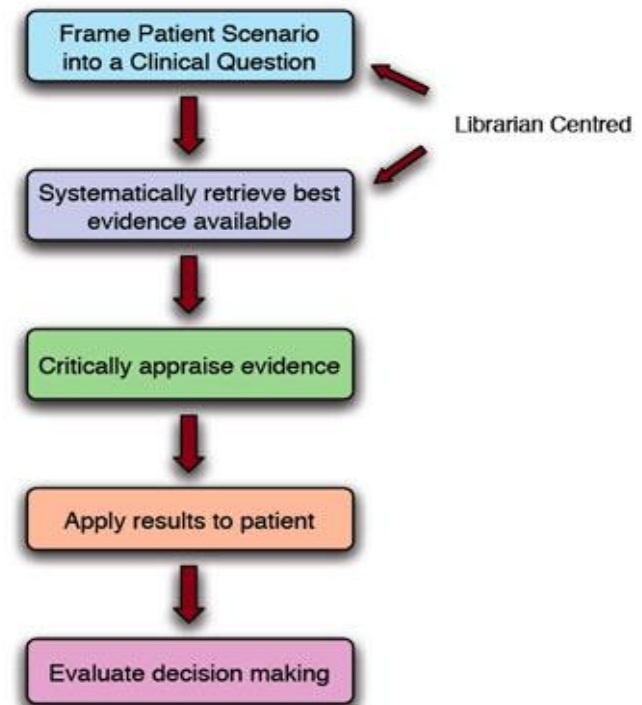 Frame Patient Scenario
into a Clinical Question
Librarian Centred
Systematically retrieve best
evidence available
Critically appraise evidence
Apply results to patient
Evaluate decision making